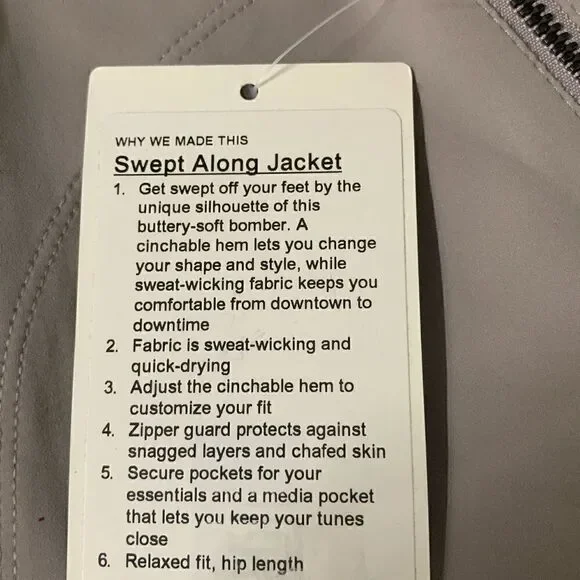 WHY WE MADE THIS
Swept Along Jacket
1. Get swept off your feet by the
unique silhouette of this
buttery-soft bomber. A
cinchable hem lets you change
your shape and style, while
sweat-wicking fabric keeps you
comfortable from downtown to
downtime
2. Fabric is sweat-wicking and
quick-drying
3. Adjust the cinchable hem to
customize your fit
4. Zipper guard protects against
snagged layers and chafed skin
5. Secure pockets for your
essentials and a media pocket
that lets you keep your tunes
close
6. Relaxed fit, hip length